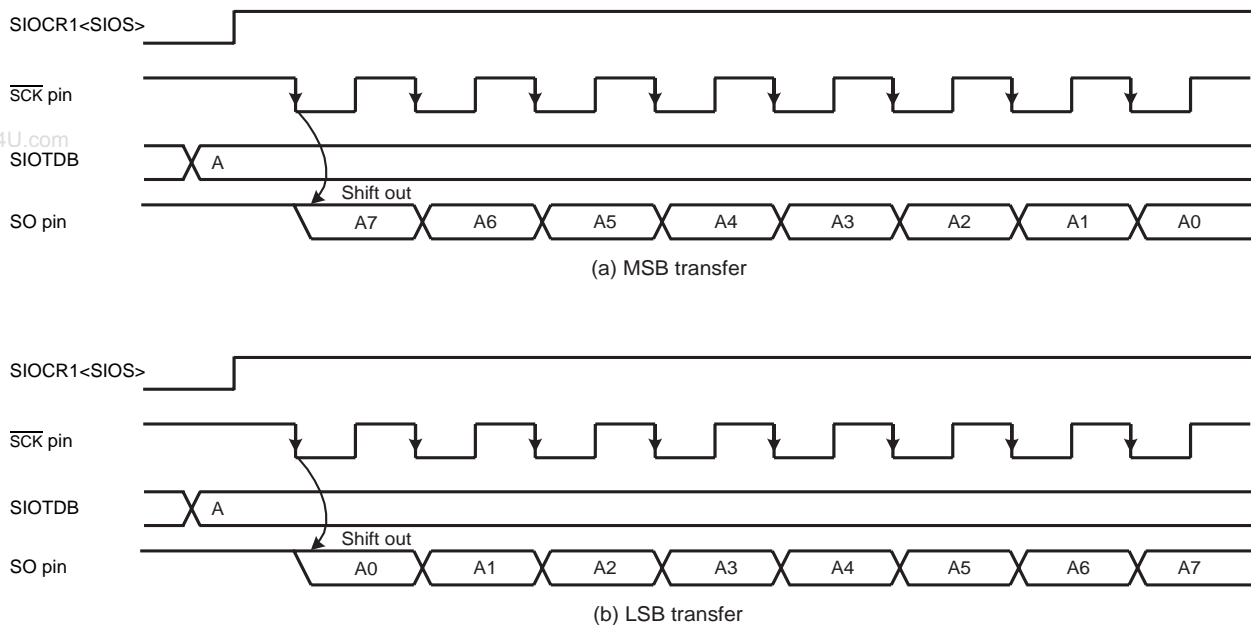 SIOCR1<SIOS>
SCK pin
4U.com
SIOTDB
A
Shift out
SO pin
A7 A6 A5 A4 A3 A2 A1 A0
(a) MSB transfer
SIOCR1<SIOS>
SCK pin
SIOTDB
A
Shift out
SO pin
A0 A1 A2 A3 A4 A5 A6 A7
(b) LSB transfer